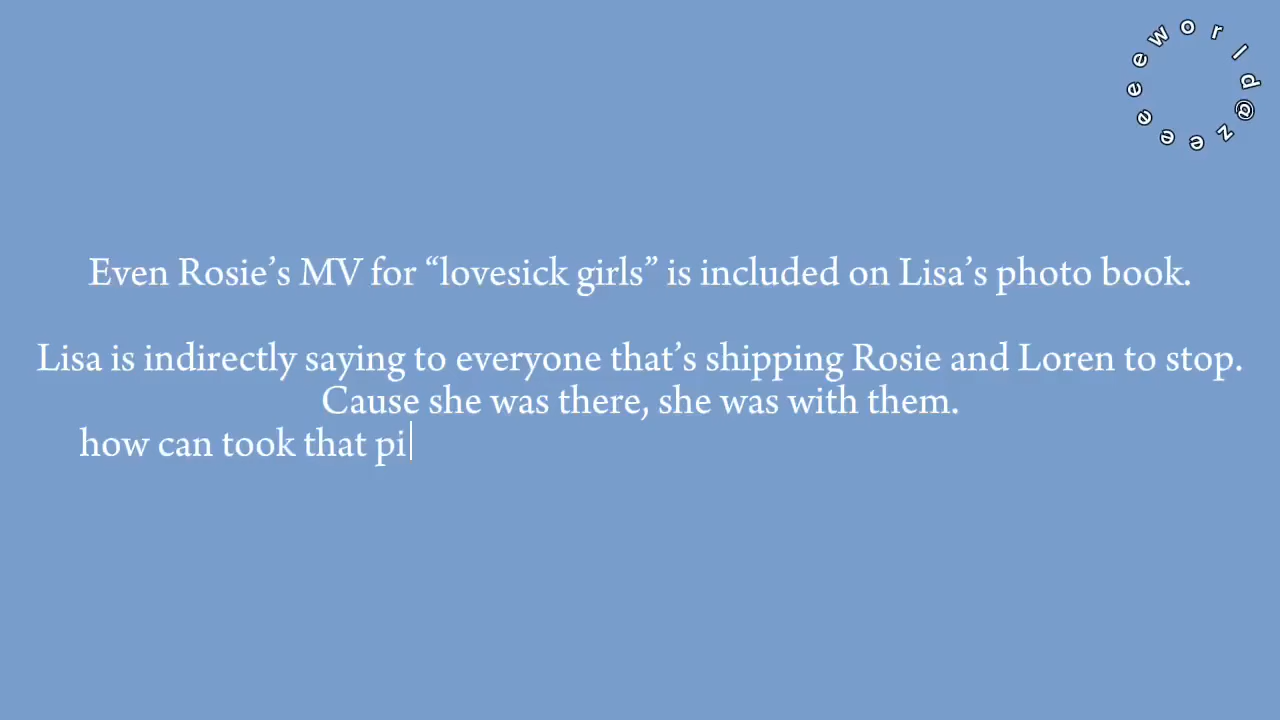 eeeeeworld@ze
Even Rosie’s MV for “lovesick girls” is included on Lisa’s photo book.
Lisa is indirectly saying to everyone that’s shipping Rosie and Loren to stop.
Cause she was there, she was with them.
how can took that pi